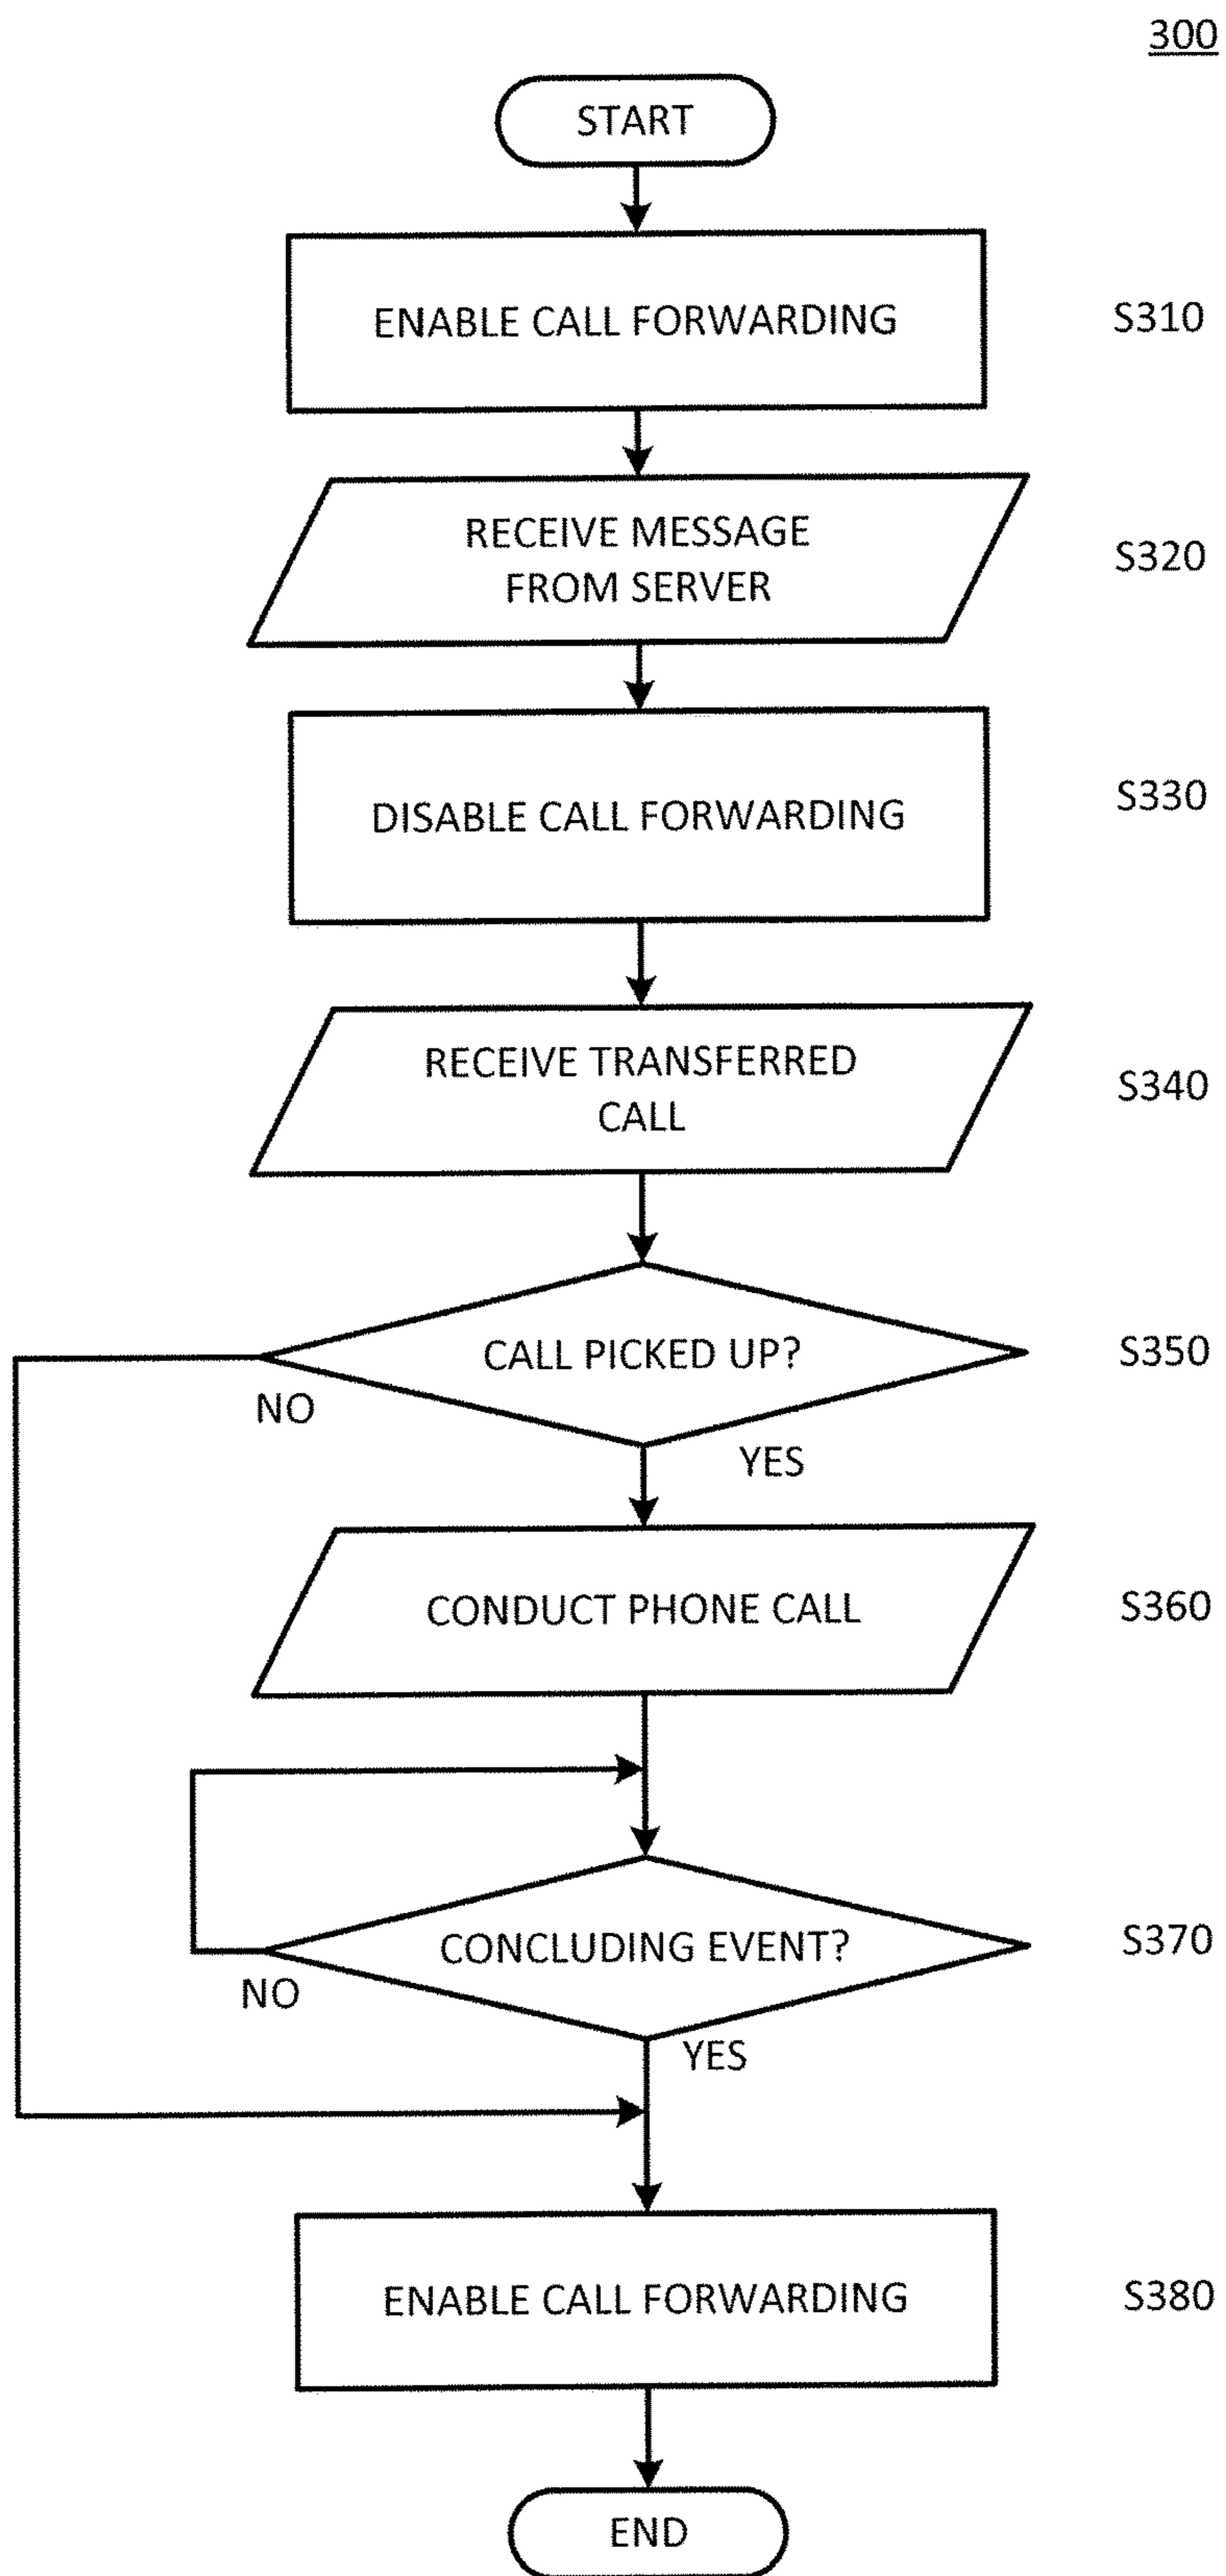 300
START
ENABLE CALL FORWARDING
S310
RECEIVE MESSAGE
FROM SERVER
S320
DISABLE CALL FORWARDING
S330
RECEIVE TRANSFERRED
CALL
S340
CALL PICKED UP?
S350
NO
YES
CONDUCT PHONE CALL
S360
CONCLUDING EVENT?
S370
NO
YES
ENABLE CALL FORWARDING
S380
END